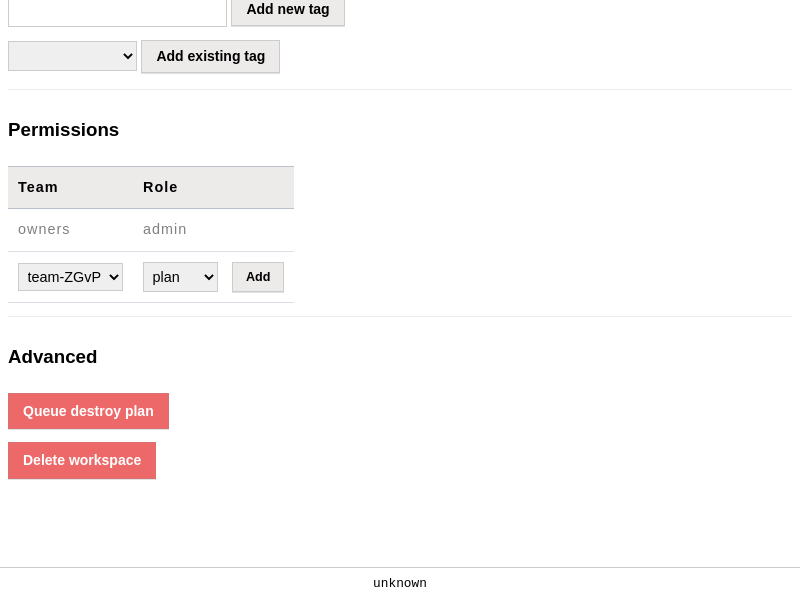 Add new tag
Add existing tag
Permissions
Team Role
owners admin
team-ZGvP plan Add
Advanced
Queue destroy plan
Delete workspace
unknown